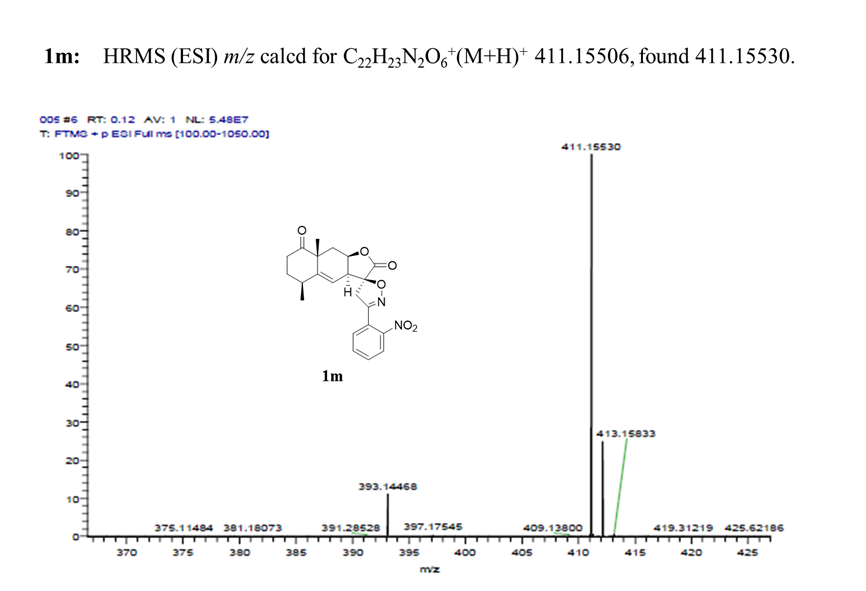 1m: HRMS (ESI) m/z calcd for C₂₂H₂₃N₂O₆⁺(M+H)⁺ 411.15506, found 411.15530.
005 #6 RT: 0.12 AV: 1 NL: 5.48E7
T: FTMS + p ESI Full ms [100.00-1050.00]
411.15530
100
90
80
70
60
50
40
30
20
10
0
O
O
O
H
O
N
NO₂
1m
413.15833
393.14468
375.11484 381.18073 391.28528 397.17545 409.13800 419.31219 425.62186
370 375 380 385 390 395 400 405 410 415 420 425
m/z